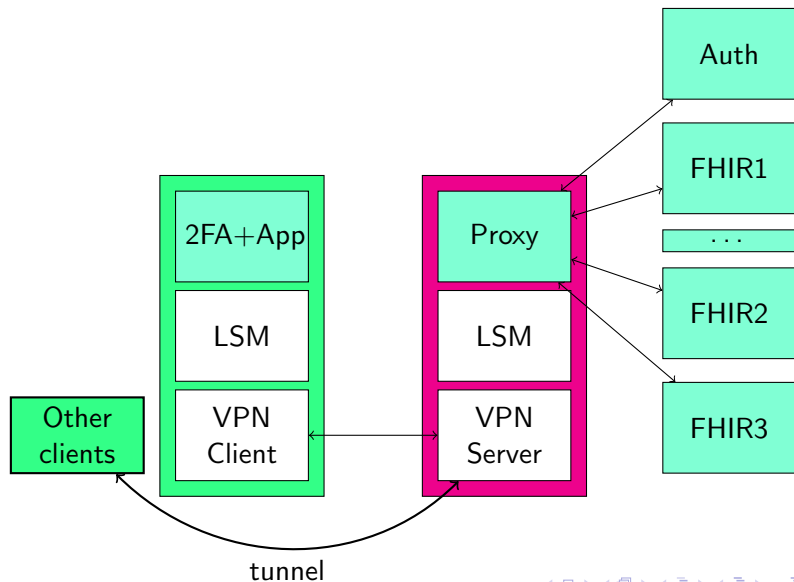 Auth
FHIR1
2FA+App
Proxy
...
LSM
LSM
FHIR2
Other
clients
VPN
Client
VPN
Server
FHIR3
tunnel